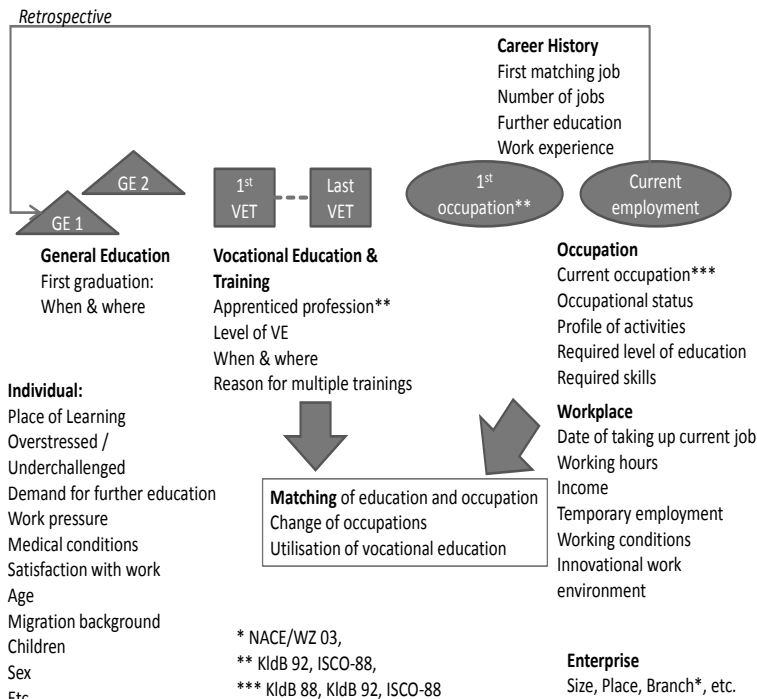 Retrospective
Career History
First matching job
Number of jobs
Further education
Work experience
GE 1
GE 2
1st
VET
Last
VET
1st
occupation**
Current
employment
General Education
First graduation:
When & where
Vocational Education &
Training
Apprenticed profession**
Level of VE
When & where
Reason for multiple trainings
Occupation
Current occupation***
Occupational status
Profile of activities
Required level of education
Required skills
Individual:
Place of Learning
Overstressed /
Underchallenged
Demand for further education
Work pressure
Medical conditions
Satisfaction with work
Age
Migration background
Children
Sex
Etc.
Matching of education and occupation
Change of occupations
Utilisation of vocational education
Workplace
Date of taking up current job
Working hours
Income
Temporary employment
Working conditions
Innovational work
environment
* NACE/WZ 03,
** KldB 92, ISCO-88,
*** KldB 88, KldB 92, ISCO-88
Enterprise
Size, Place, Branch*, etc.